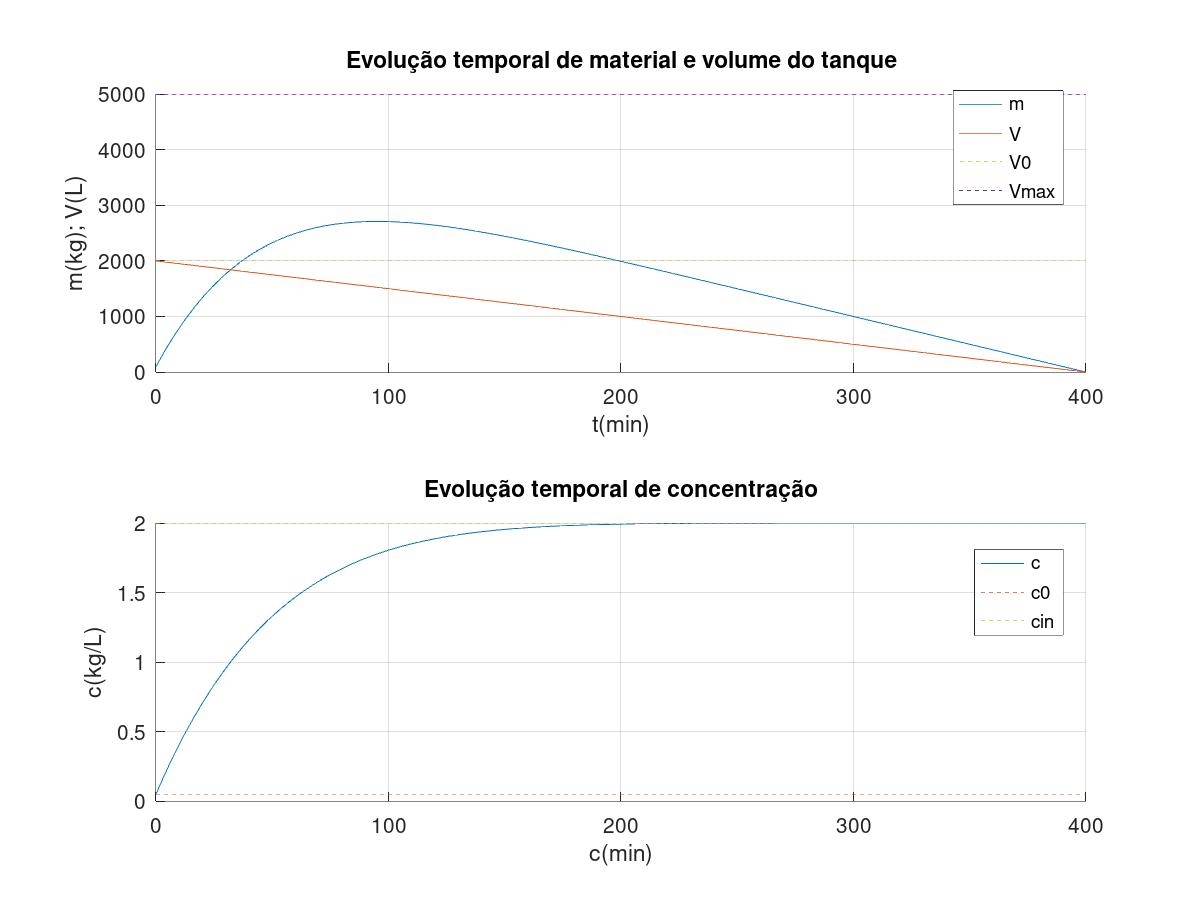 Evolução temporal de material e volume do tanque
m(kg); V(L)
5000
4000
3000
2000
1000
0
m
V
V0
Vmax
0 100 200 300 400
t(min)
Evolução temporal de concentração
c(kg/L)
2
1.5
1
0.5
0
c
c0
cin
0 100 200 300 400
c(min)